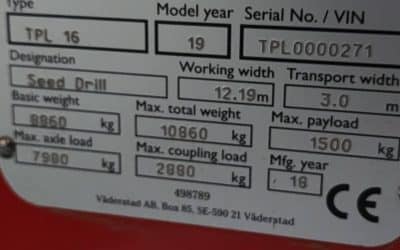 Type Model year Serial No. / VIN
TPL 16 19 TPL0000271
Designation Working width Transport width
Seed Drill 12.19m 3.0 m
Basic weight Max. total weight Max. payload
8860 kg 10860 kg 1500 kg
Max. axle load Max. coupling load Mfg. year
7980 kg 2880 kg 18
498789 CE
Väderstad AB, Box 85, SE-590 21 Väderstad